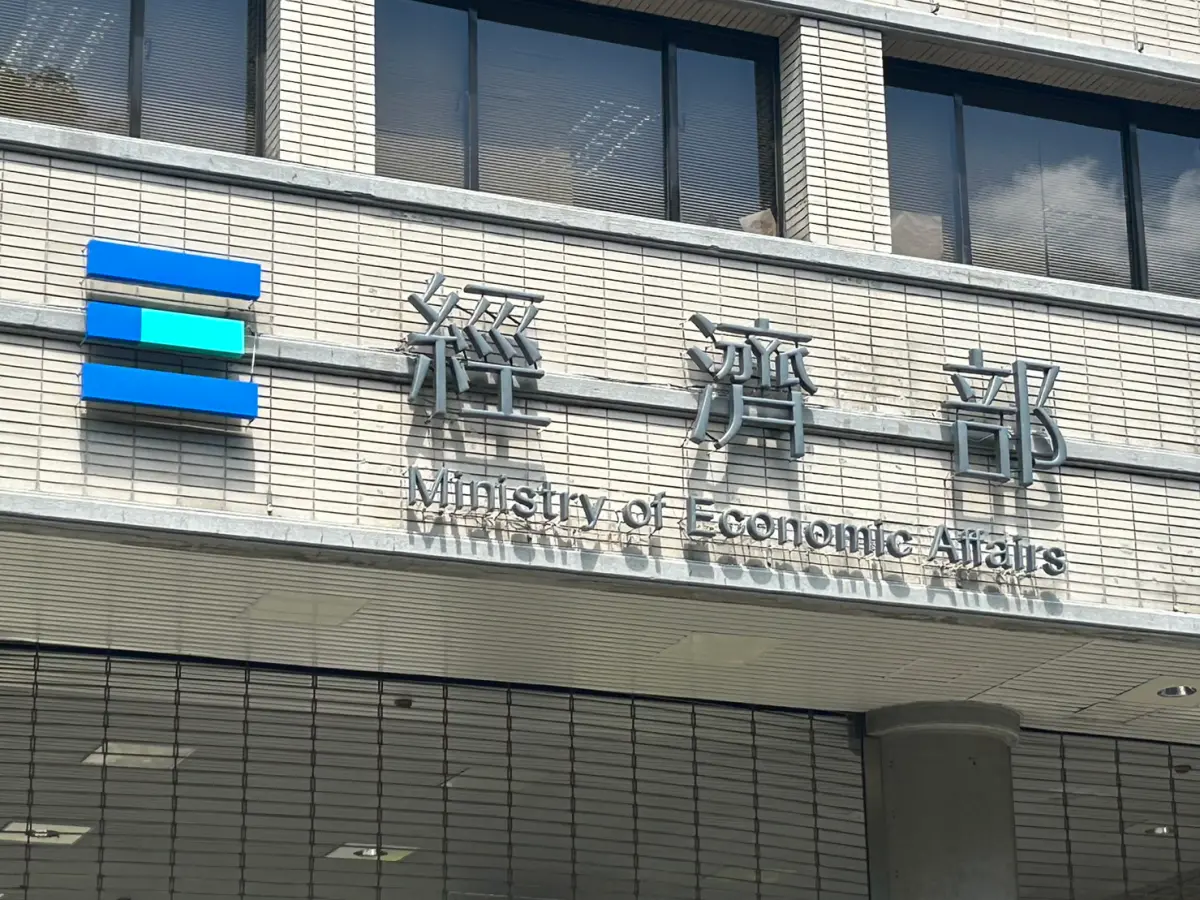 經濟部
Ministry of Economic Affairs